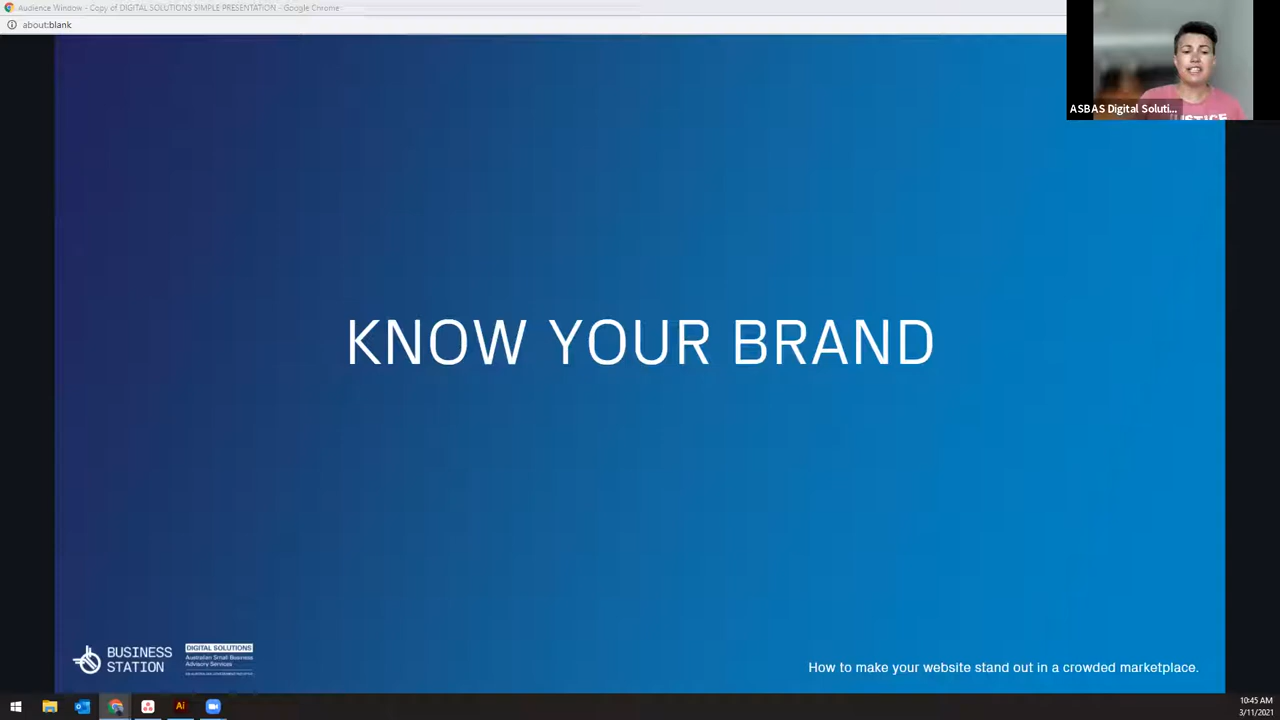 Audience Window - Copy of DIGITAL SOLUTIONS SIMPLE PRESENTATION - Google Chrome
about:blank
ASBAS Digital Soluti...
KNOW YOUR BRAND
BUSINESS
STATION
DIGITAL SOLUTIONS
Australian Small Business
Advisory Services
How to make your website stand out in a crowded marketplace.
Ai
10:45 AM
3/11/2021